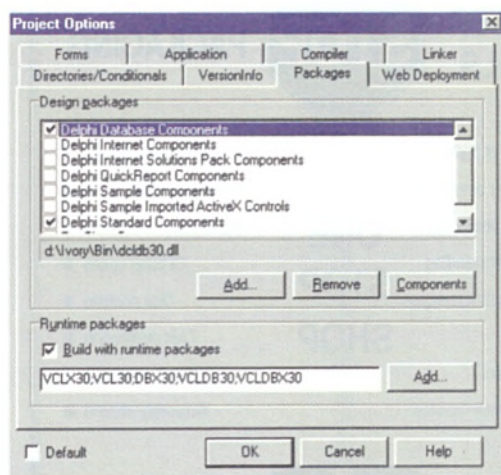 Project Options
Forms Application Compiler Linker
Directories/Conditionals VersionInfo Packages Web Deployment
Design packages
Delphi Database Components
Delphi Internet Components
Delphi Internet Solutions Pack Components
Delphi QuickReport Components
Delphi Sample Components
Delphi Sample Imported ActiveX Controls
Delphi Standard Components
d:\Ivory\Bin\dcldb30.dll
Add... Remove Components
Runtime packages
Build with runtime packages
VCLX30;VCL30;DBX30;VCLDB30;VCLDBX30 Add...
Default OK Cancel Help